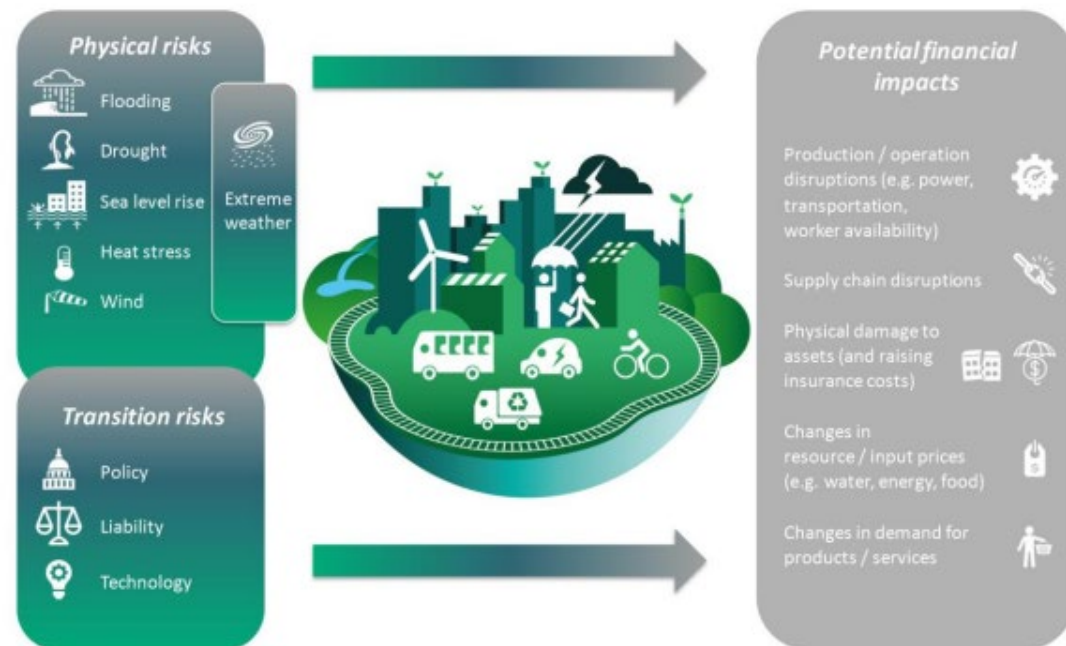 Physical risks
Flooding
Drought
Sea level rise
Heat stress
Wind
Extreme
weather
Transition risks
Policy
Liability
Technology
Potential financial
impacts
Production / operation
disruptions (e.g. power,
transportation,
worker availability)
Supply chain disruptions
Physical damage to
assets (and raising
insurance costs)
$
Changes in
resource / input prices
(e.g. water, energy, food)
$
Changes in demand for
products / services